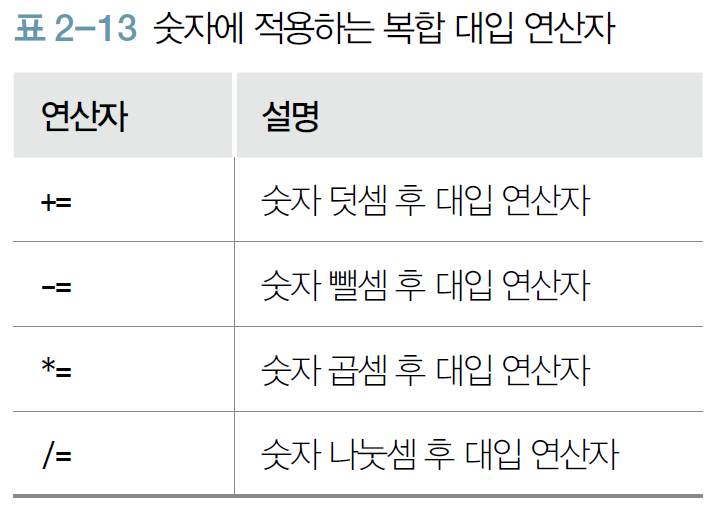 표 2-13 숫자에 적용하는 복합 대입 연산자
연산자 설명
+= 숫자 덧셈 후 대입 연산자
-= 숫자 뺄셈 후 대입 연산자
*= 숫자 곱셈 후 대입 연산자
/= 숫자 나눗셈 후 대입 연산자